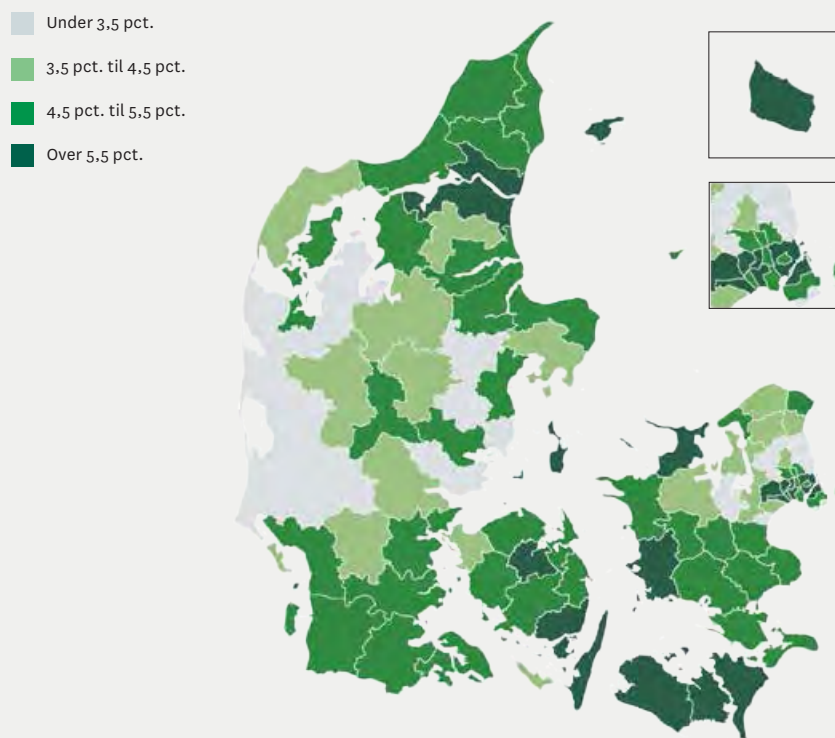 Under 3,5 pct.
3,5 pct. til 4,5 pct.
4,5 pct. til 5,5 pct.
Over 5,5 pct.